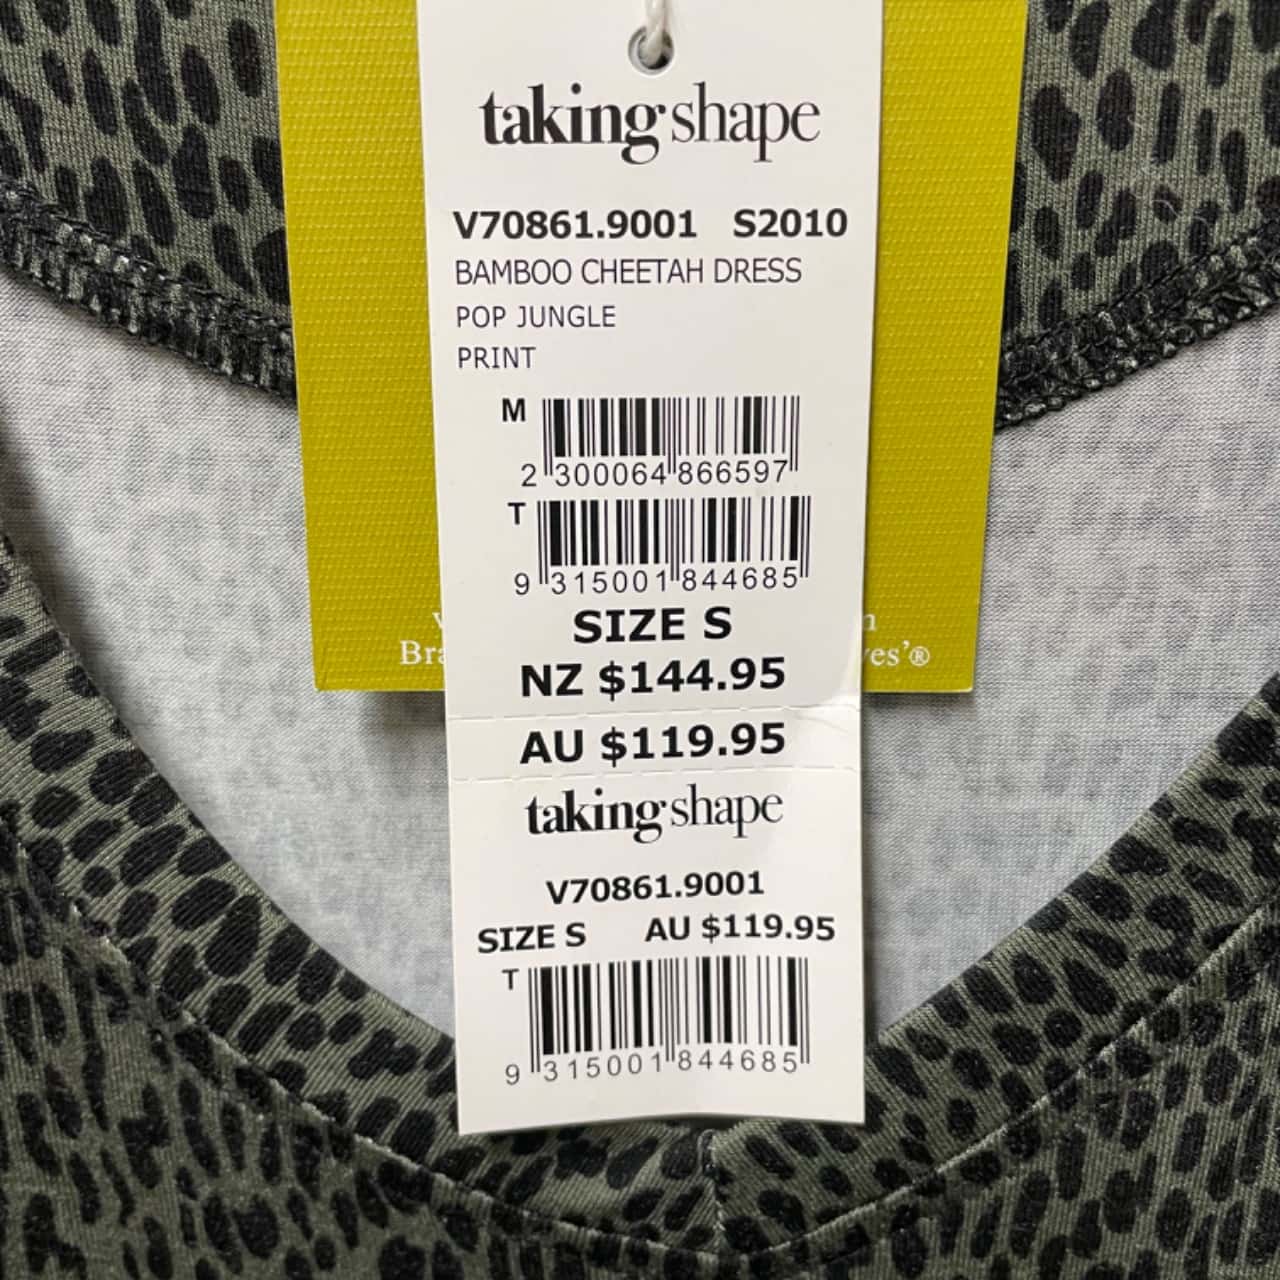 taking shape
V70861.9001 S2010
BAMBOO CHEETAH DRESS
POP JUNGLE
PRINT
M
2 300064 866597
T
9 315001 844685
SIZE S
NZ $144.95
AU $119.95
taking shape
V70861.9001
SIZE S AU $119.95
T
9 315001 844685